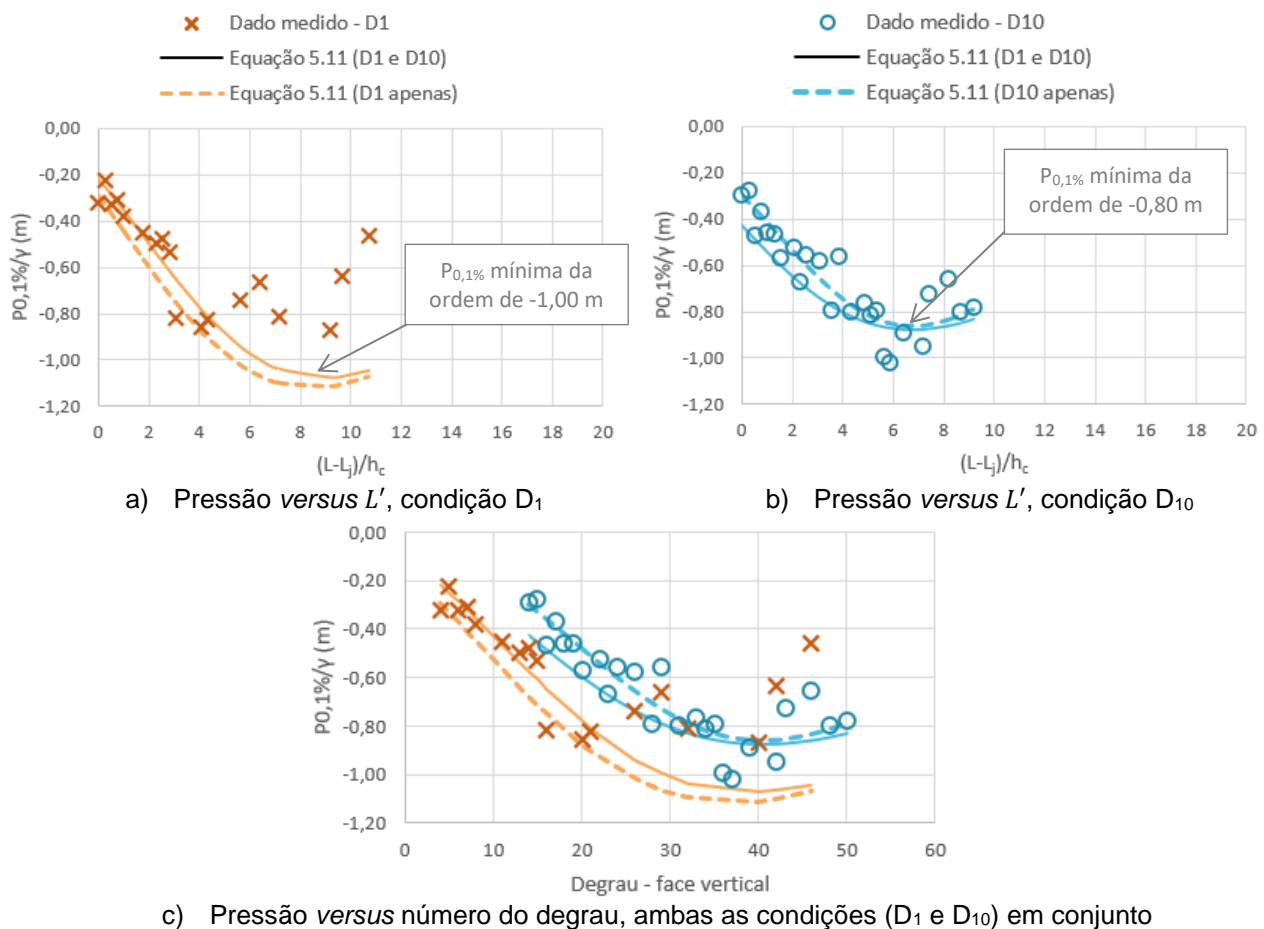 Dado medido - D1
Equação 5.11 (D1 e D10)
Equação 5.11 (D1 apenas)
Dado medido - D10
Equação 5.11 (D1 e D10)
Equação 5.11 (D10 apenas)
0,00
-0,20
-0,40
-0,60
-0,80
-1,00
-1,20
P0,1%/γ (m)
P0,1% mínima da
ordem de -1,00 m
0 2 4 6 8 10 12 14 16 18 20
(L-Lj)/hc
a) Pressão versus L′, condição D1
0,00
-0,20
-0,40
-0,60
-0,80
-1,00
-1,20
P0,1%/γ (m)
P0,1% mínima da
ordem de -0,80 m
0 2 4 6 8 10 12 14 16 18 20
(L-Lj)/hc
b) Pressão versus L′, condição D10
0,00
-0,20
-0,40
-0,60
-0,80
-1,00
-1,20
P0,1%/γ (m)
0 10 20 30 40 50 60
Degrau - face vertical
c) Pressão versus número do degrau, ambas as condições (D1 e D10) em conjunto